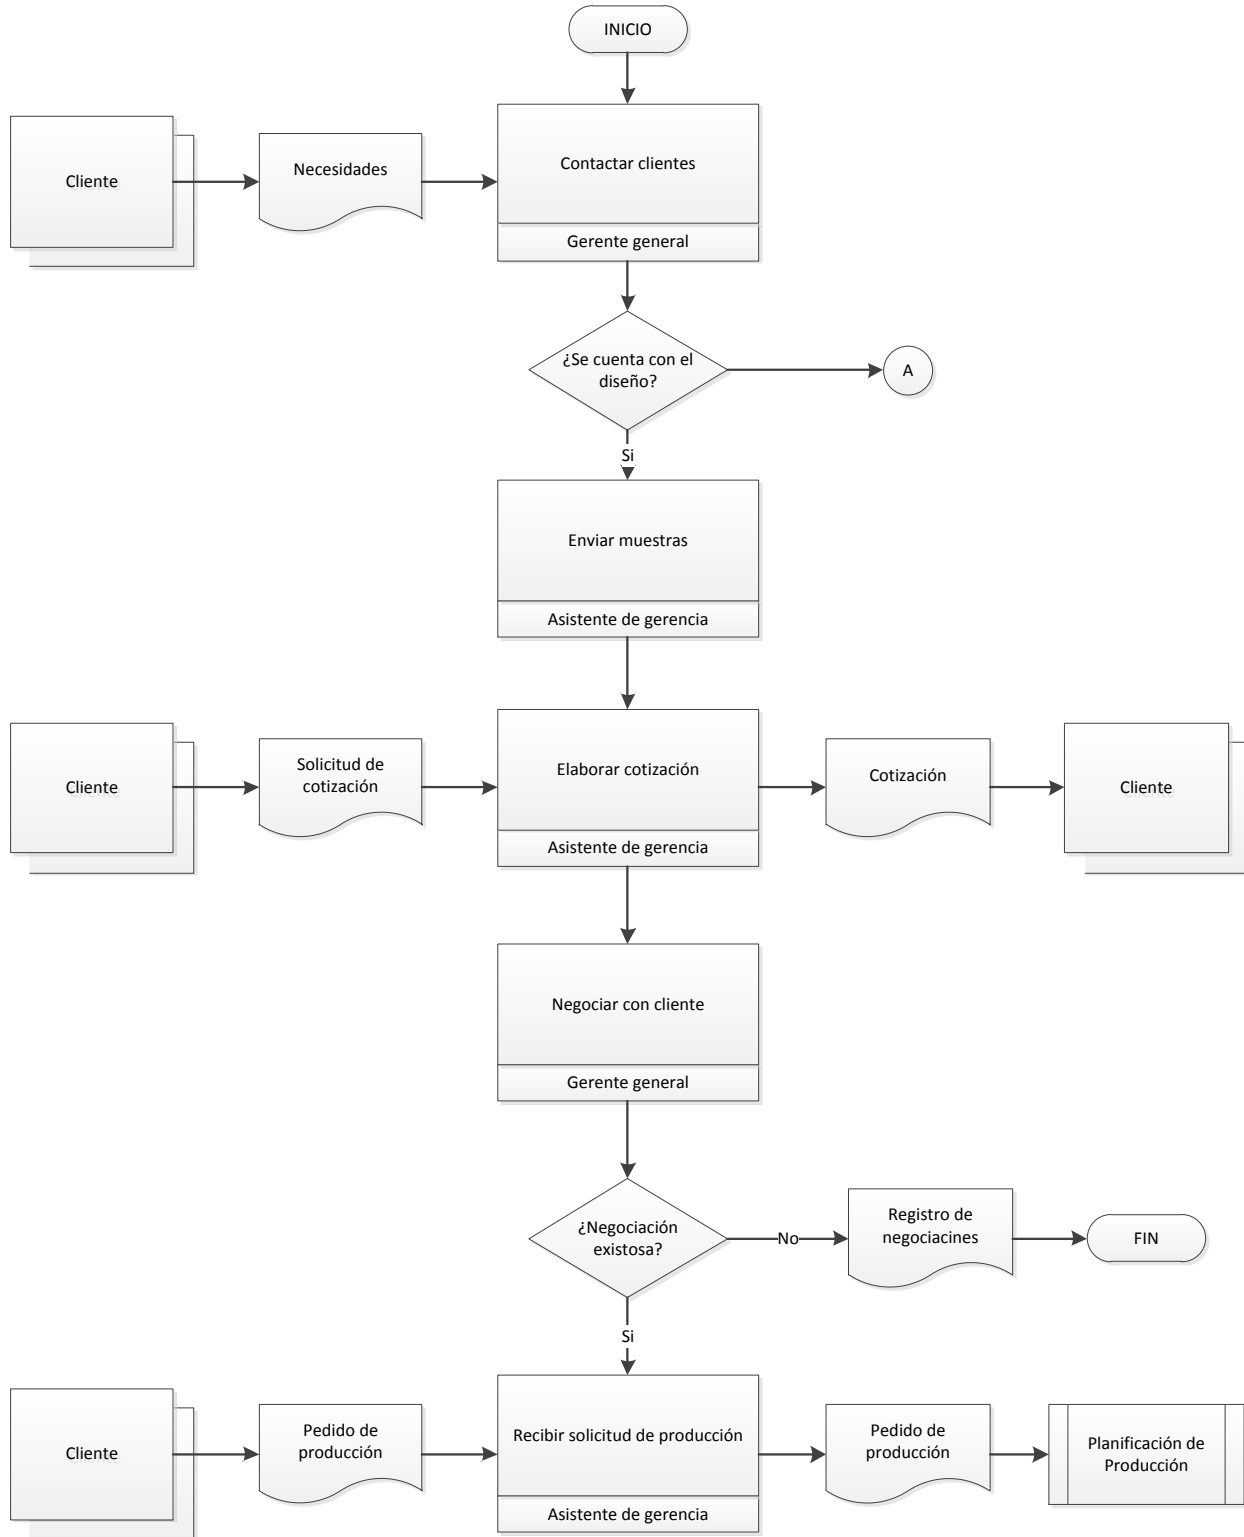 INICIO
Cliente
Necesidades
Contactar clientes
Gerente general
¿Se cuenta con el
diseño?
A
Si
Enviar muestras
Asistente de gerencia
Cliente
Solicitud de
cotización
Elaborar cotización
Asistente de gerencia
Cotización
Cliente
Negociar con cliente
Gerente general
¿Negociación
existosa?
No
Registro de
negociacines
FIN
Si
Cliente
Pedido de
producción
Recibir solicitud de producción
Asistente de gerencia
Pedido de
producción
Planificación de
Producción